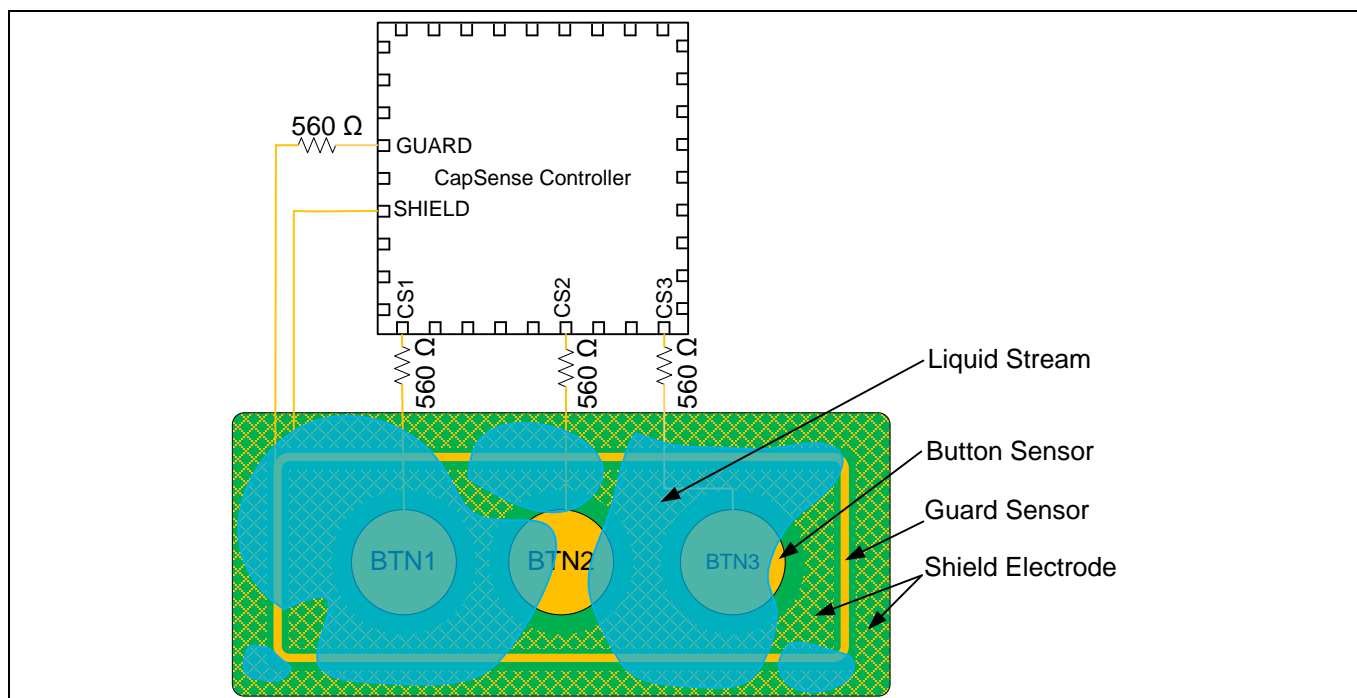 560 Ω
GUARD
CapSense Controller
SHIELD
CS1
CS2
CS3
560 Ω
560 Ω
560 Ω
Liquid Stream
Button Sensor
Guard Sensor
Shield Electrode
BTN1
BTN2
BTN3